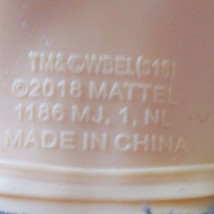 TM&©WBEI.(S18)
©2018 MATTEL
1186 MJ, 1, NL
MADE IN CHINA